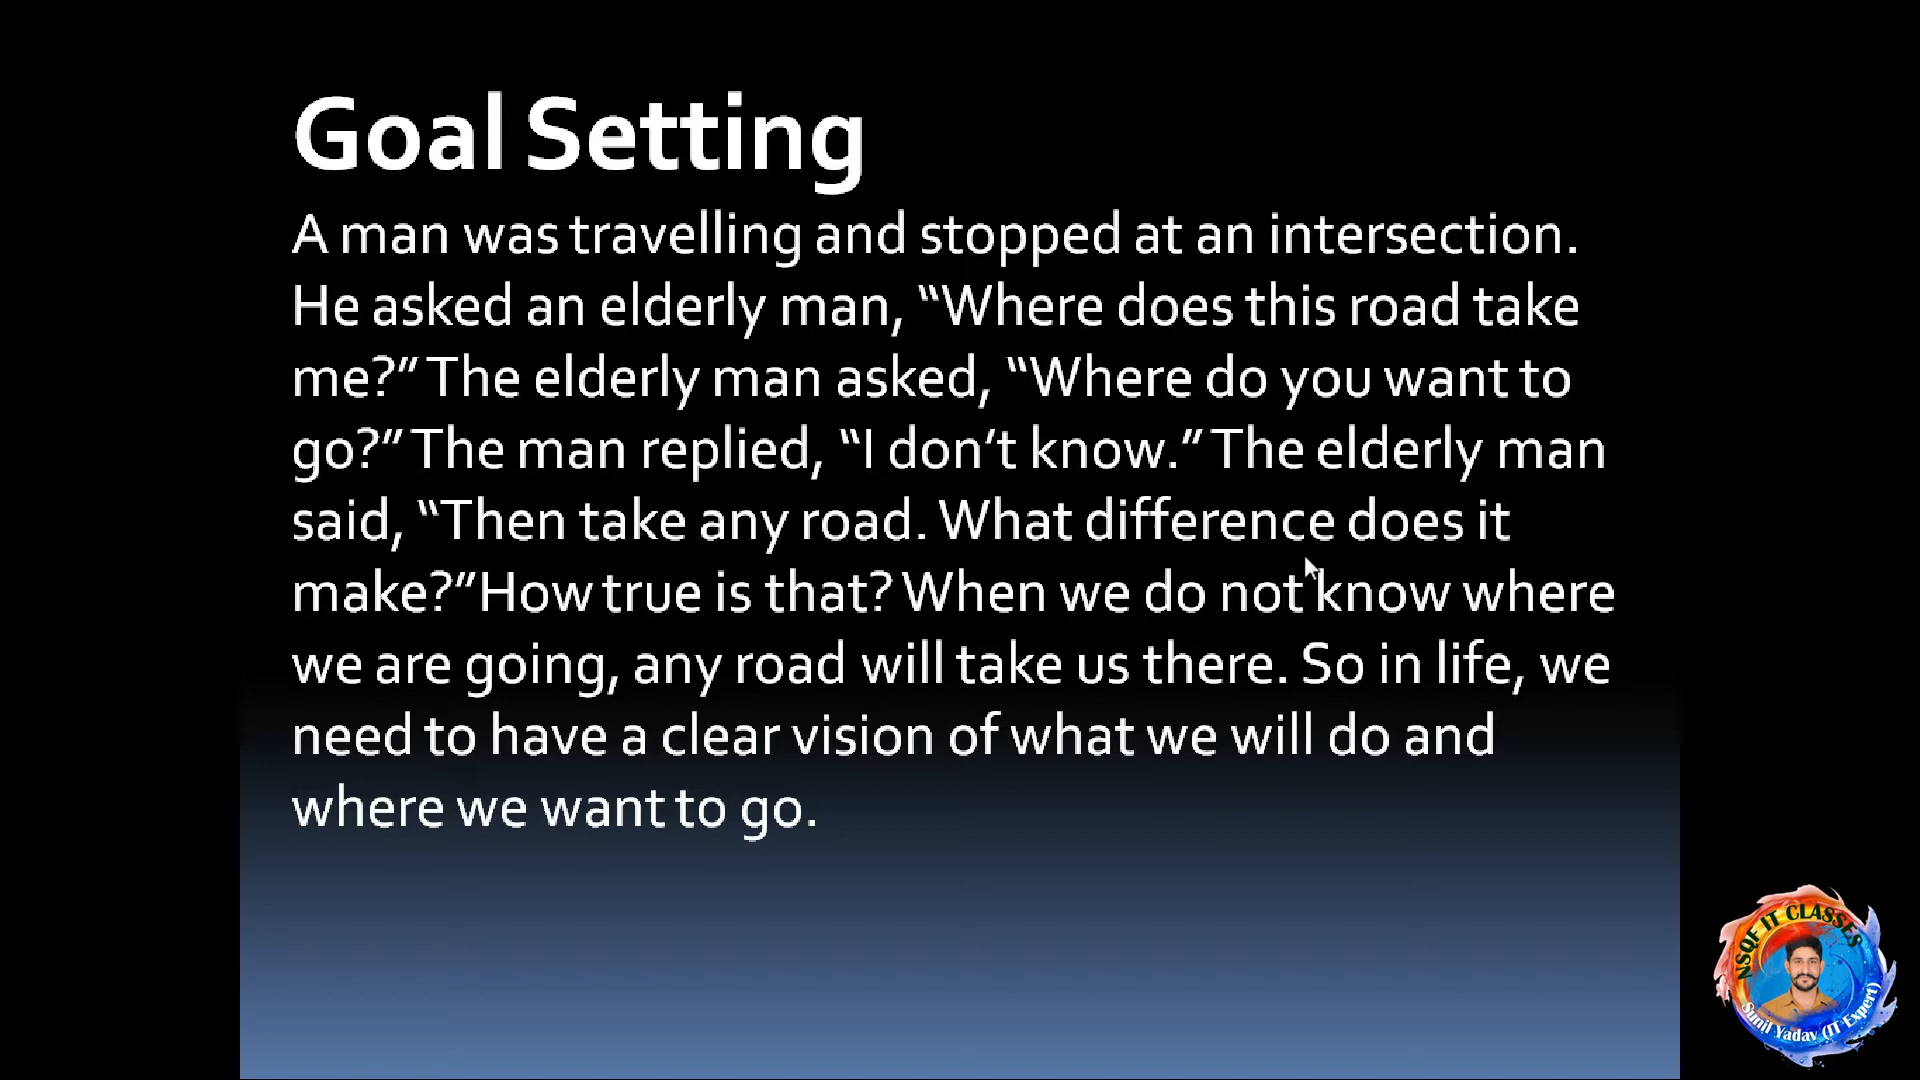 Goal Setting
A man was travelling and stopped at an intersection.
He asked an elderly man, “Where does this road take
me?” The elderly man asked, “Where do you want to
go?” The man replied, “I don’t know.” The elderly man
said, “Then take any road. What difference does it
make?”How true is that? When we do not know where
we are going, any road will take us there. So in life, we
need to have a clear vision of what we will do and
where we want to go.
NSQF IT CLASSES
Sunil Yadav (IT Expert)